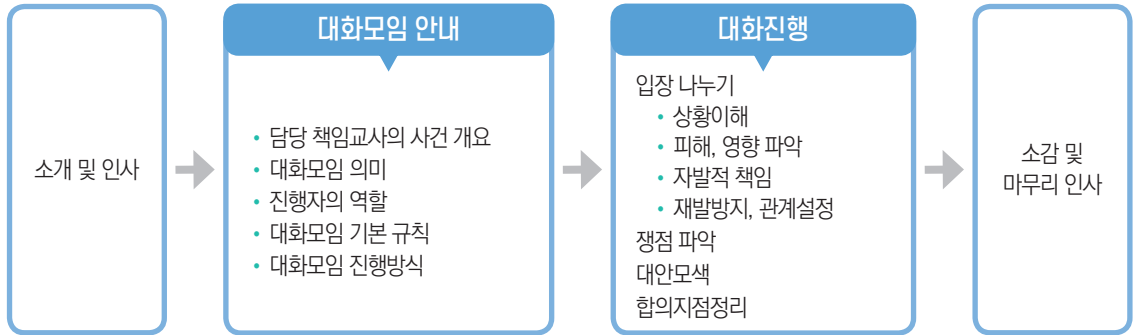 소개 및 인사
대화모임 안내
• 담당 책임교사의 사건 개요
• 대화모임 의미
• 진행자의 역할
• 대화모임 기본 규칙
• 대화모임 진행방식
대화진행
입장 나누기
• 상황이해
• 피해, 영향 파악
• 자발적 책임
• 재발방지, 관계설정
쟁점 파악
대안모색
합의지점정리
소감 및
마무리 인사